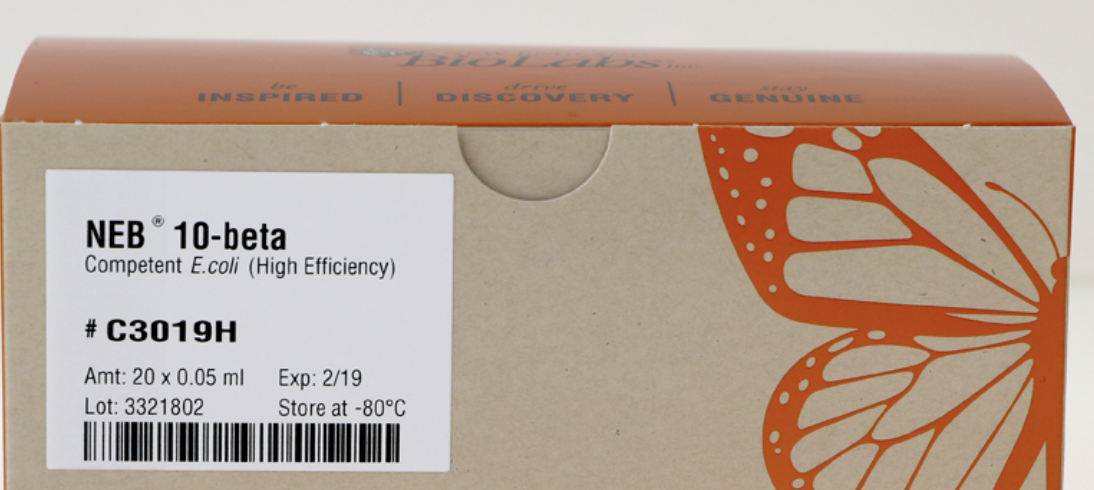 BioLabs Inc
be drive stay
INSPIRED | DISCOVERY | GENUINE
NEB® 10-beta
Competent E.coli (High Efficiency)
# C3019H
Amt: 20 x 0.05 ml Exp: 2/19
Lot: 3321802 Store at -80°C